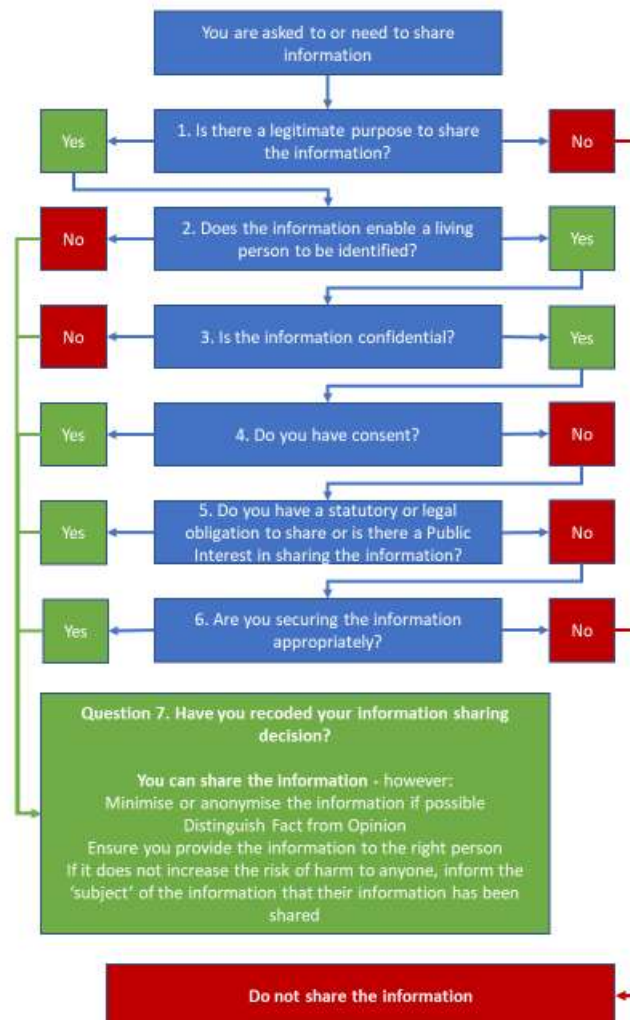 You are asked to or need to share
information
Yes
1. Is there a legitimate purpose to share
the information?
No
No
2. Does the information enable a living
person to be identified?
Yes
No
3. Is the information confidential?
Yes
Yes
4. Do you have consent?
No
Yes
5. Do you have a statutory or legal
obligation to share or is there a Public
Interest in sharing the information?
No
Yes
6. Are you securing the information
appropriately?
No
Question 7. Have you recoded your information sharing
decision?
You can share the information - however:
Minimise or anonymise the information if possible
Distinguish Fact from Opinion
Ensure you provide the information to the right person
If it does not increase the risk of harm to anyone, inform the
‘subject’ of the information that their information has been
shared
Do not share the information